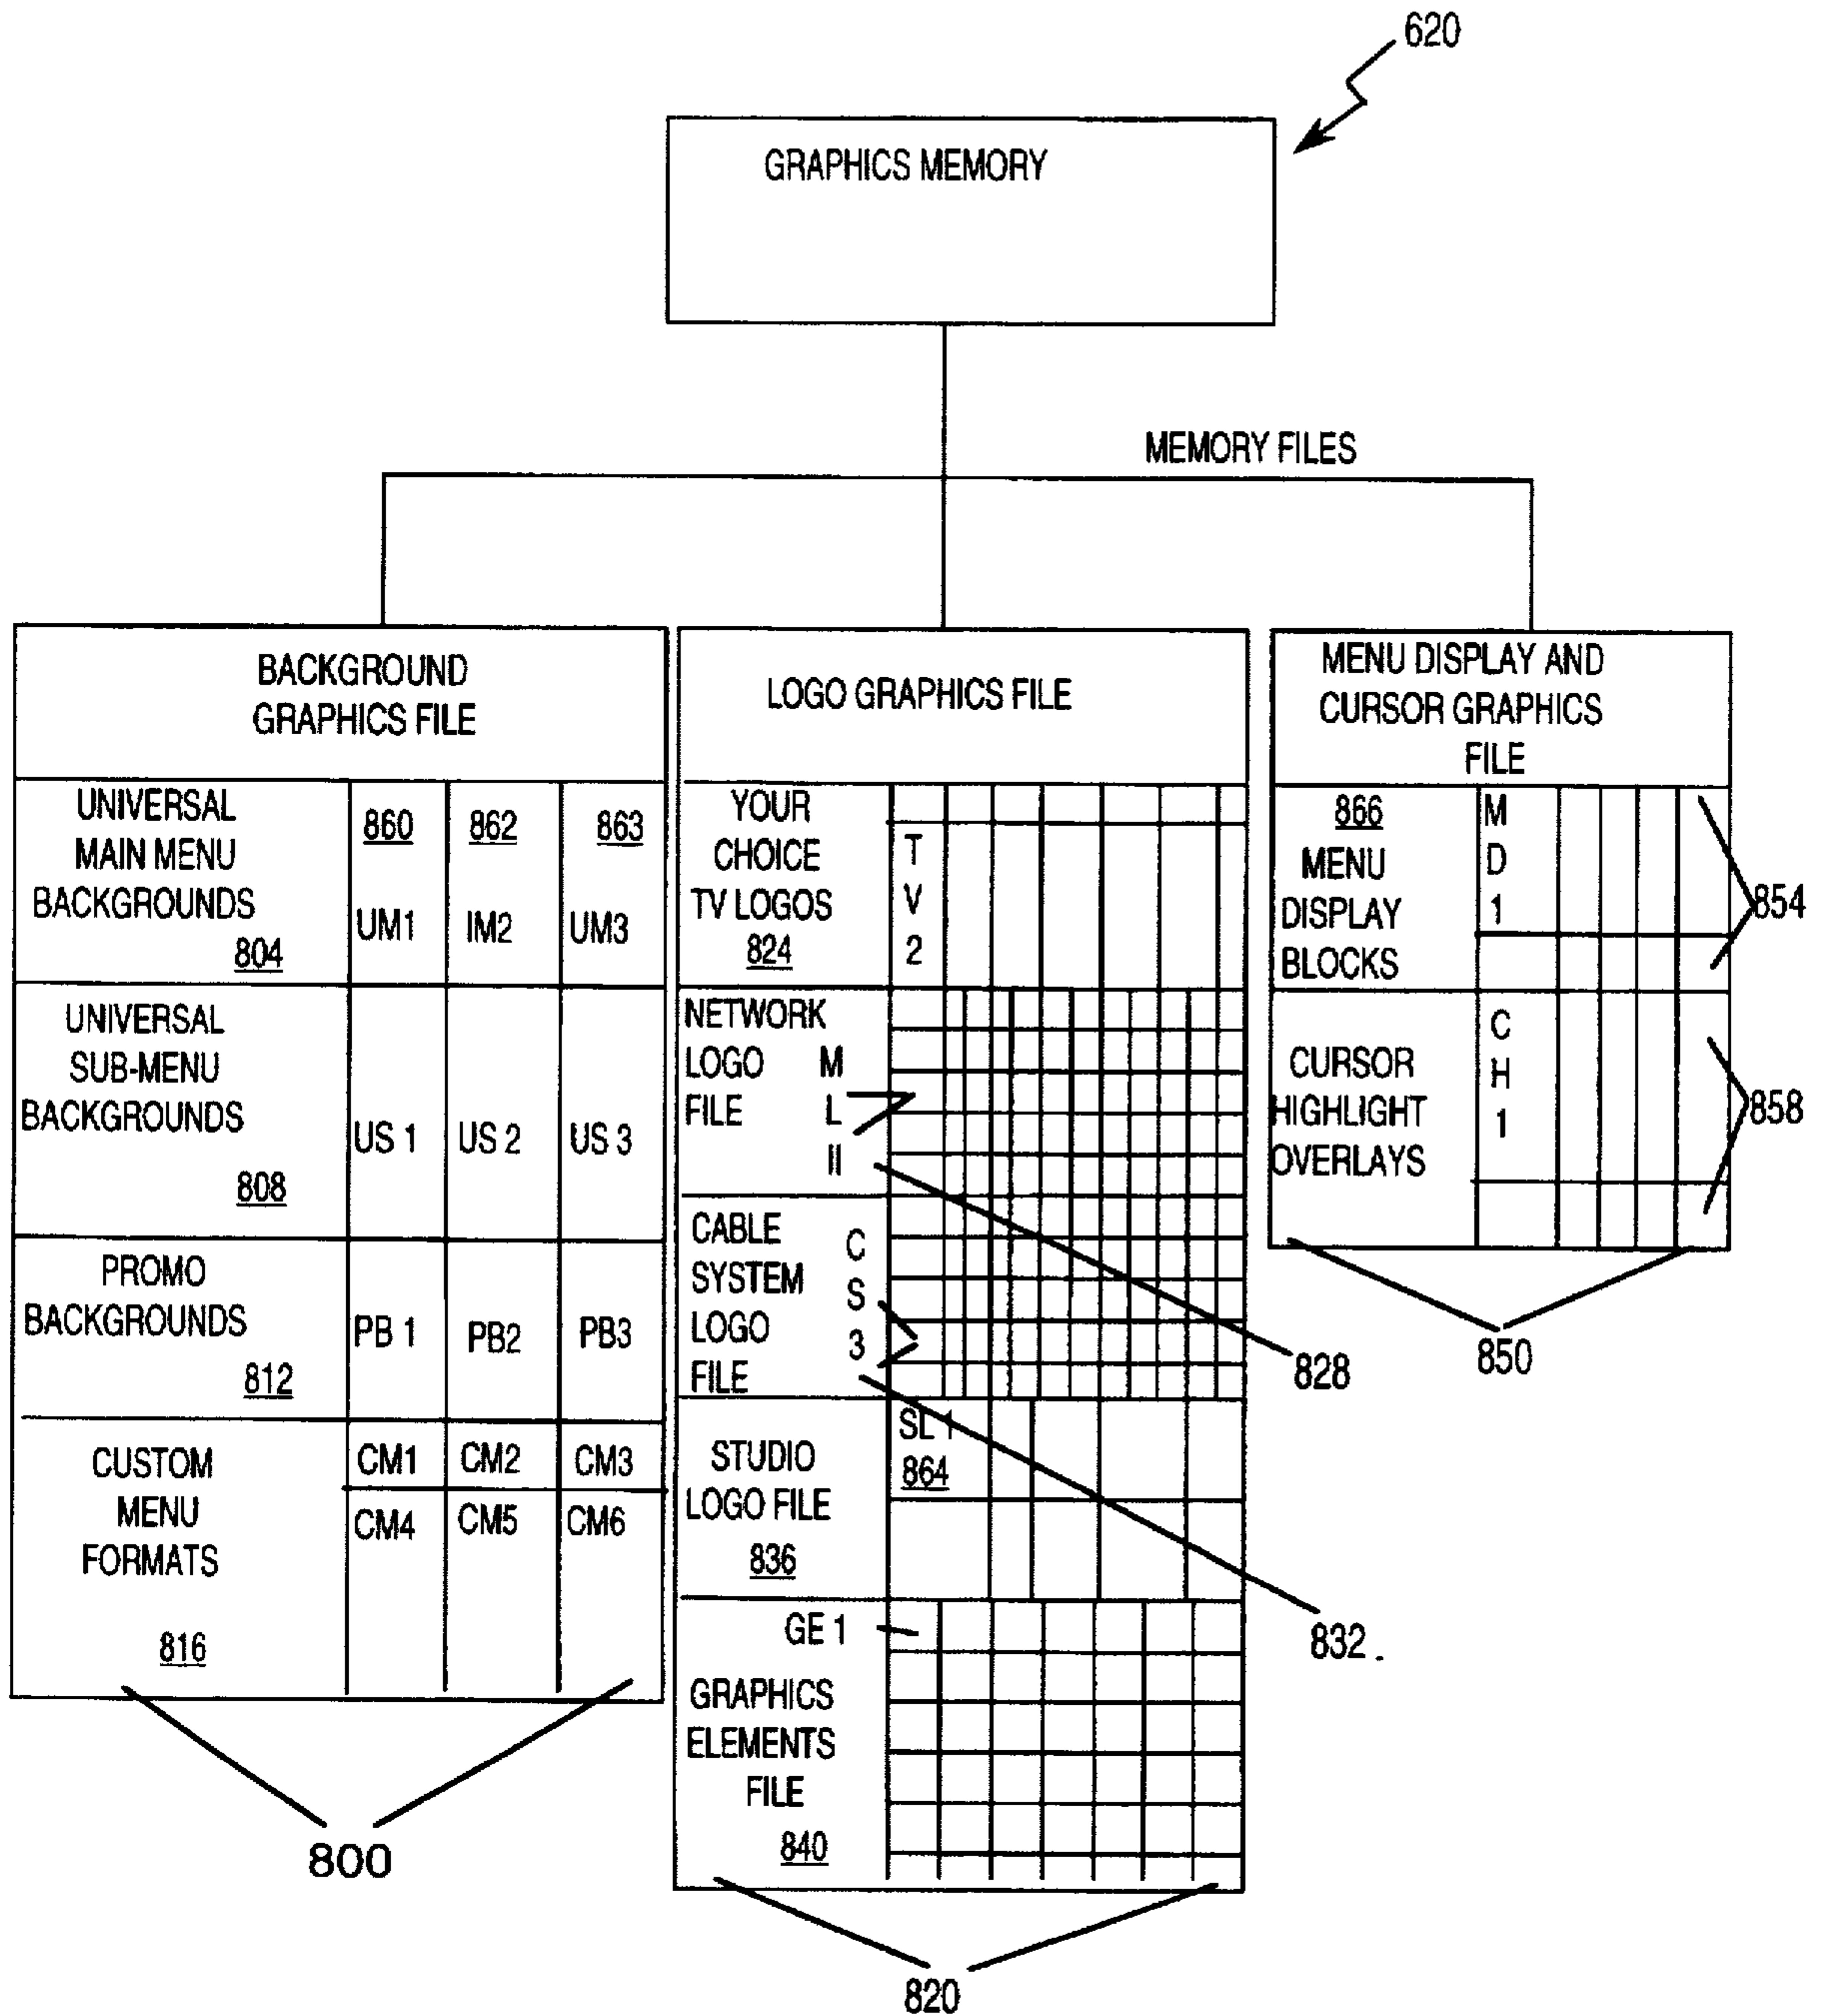 620
GRAPHICS MEMORY
MEMORY FILES
BACKGROUND
GRAPHICS FILE
UNIVERSAL
MAIN MENU
BACKGROUNDS
804
860
862
863
UM1
IM2
UM3
UNIVERSAL
SUB-MENU
BACKGROUNDS
808
US 1
US 2
US 3
PROMO
BACKGROUNDS
812
PB 1
PB2
PB3
CUSTOM
MENU
FORMATS
816
CM1
CM2
CM3
CM4
CM5
CM6
800
LOGO GRAPHICS FILE
YOUR
CHOICE
TV LOGOS
824
T
V
2
NETWORK
LOGO
FILE
M
L
II
828
CABLE
SYSTEM
LOGO
FILE
C
S
3
832.
STUDIO
LOGO FILE
836
SL 1
864
GE 1
GRAPHICS
ELEMENTS
FILE
840
820
MENU DISPLAY AND
CURSOR GRAPHICS
FILE
866
MENU
DISPLAY
BLOCKS
M
D
1
854
CURSOR
HIGHLIGHT
OVERLAYS
C
H
1
858
850